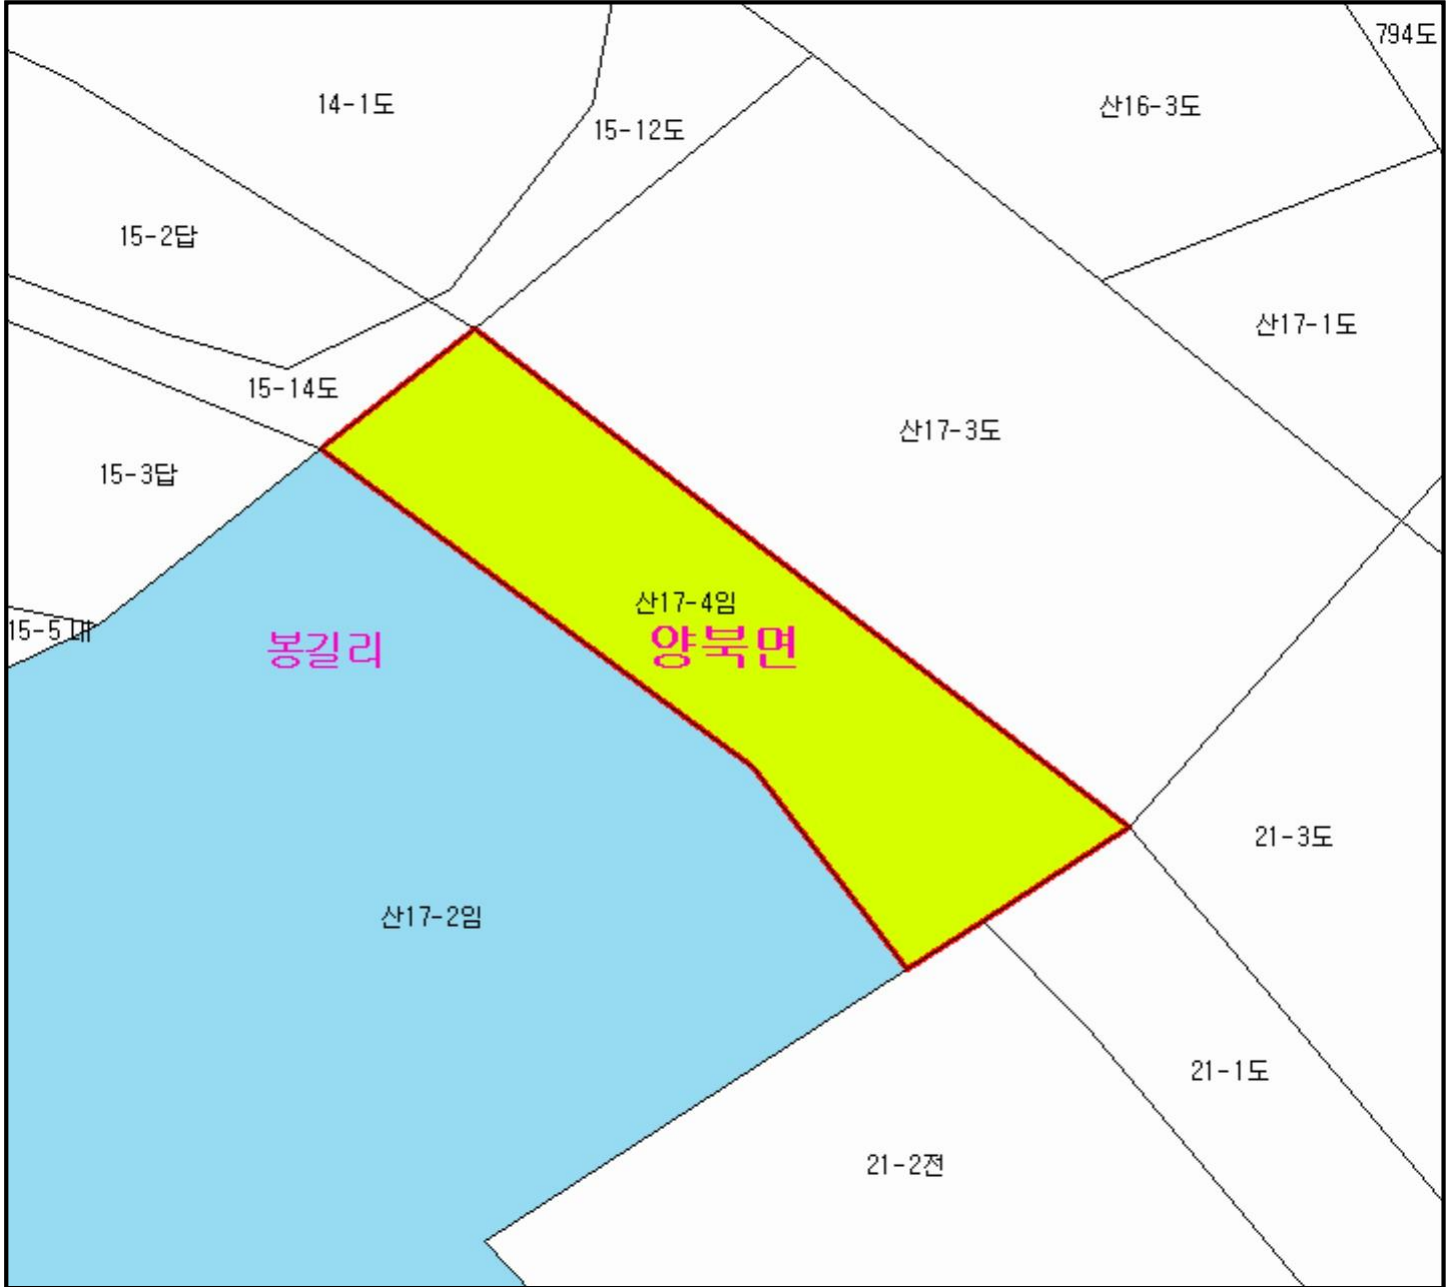 794도
14-1도
산16-3도
15-12도
15-2답
산17-1도
15-14도
산17-3도
15-3답
산17-4임
15-5 대
봉길리
양북면
21-3도
산17-2임
21-1도
21-2전